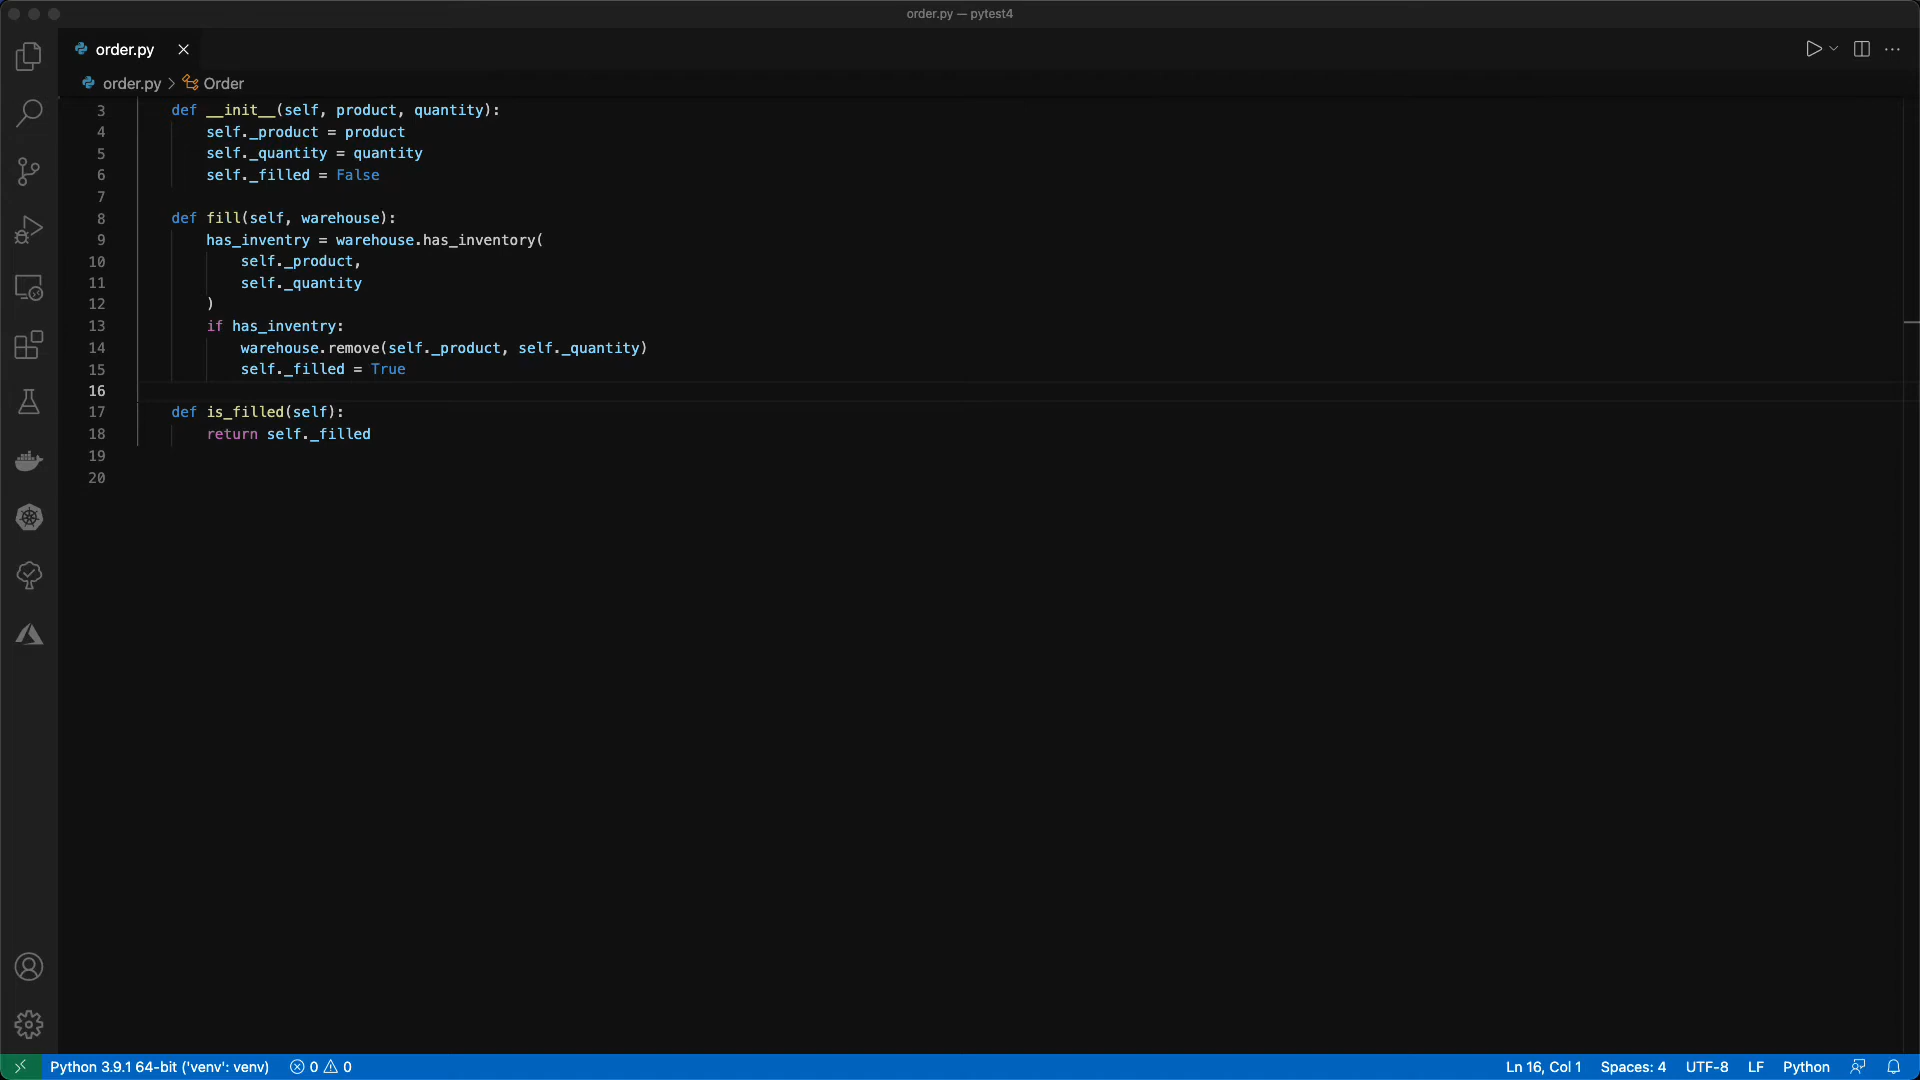 order.py — pytest4
order.py
order.py > Order
3 def __init__(self, product, quantity):
4 self._product = product
5 self._quantity = quantity
6 self._filled = False
7
8 def fill(self, warehouse):
9 has_inventry = warehouse.has_inventory(
10 self._product,
11 self._quantity
12 )
13 if has_inventry:
14 warehouse.remove(self._product, self._quantity)
15 self._filled = True
16
17 def is_filled(self):
18 return self._filled
19
20
Python 3.9.1 64-bit ('venv': venv) 0 0 Ln 16, Col 1 Spaces: 4 UTF-8 LF Python